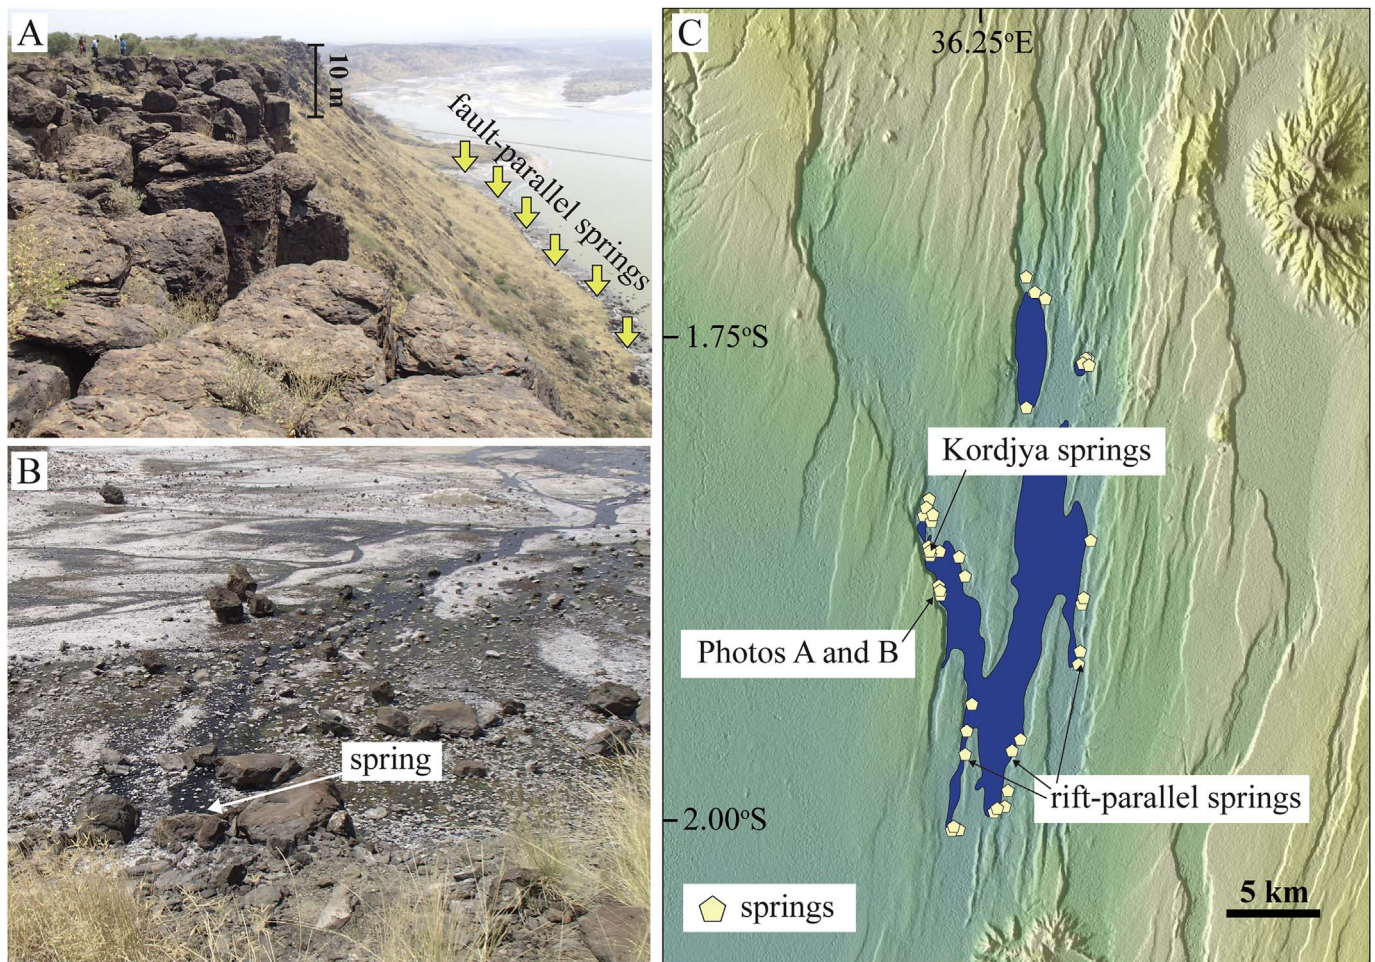 A
10 m
fault-parallel springs
B
spring
C
36.25°E
1.75°S
Kordjya springs
Photos A and B
rift-parallel springs
2.00°S
springs
5 km